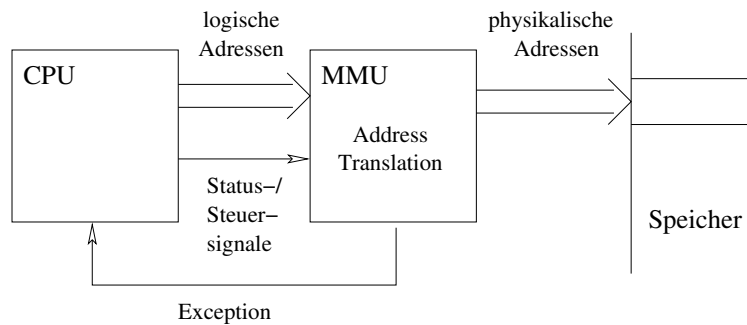 logische
Adressen
physikalische
Adressen
CPU
MMU
Address
Translation
Status–/
Steuer–
signale
Speicher
Exception